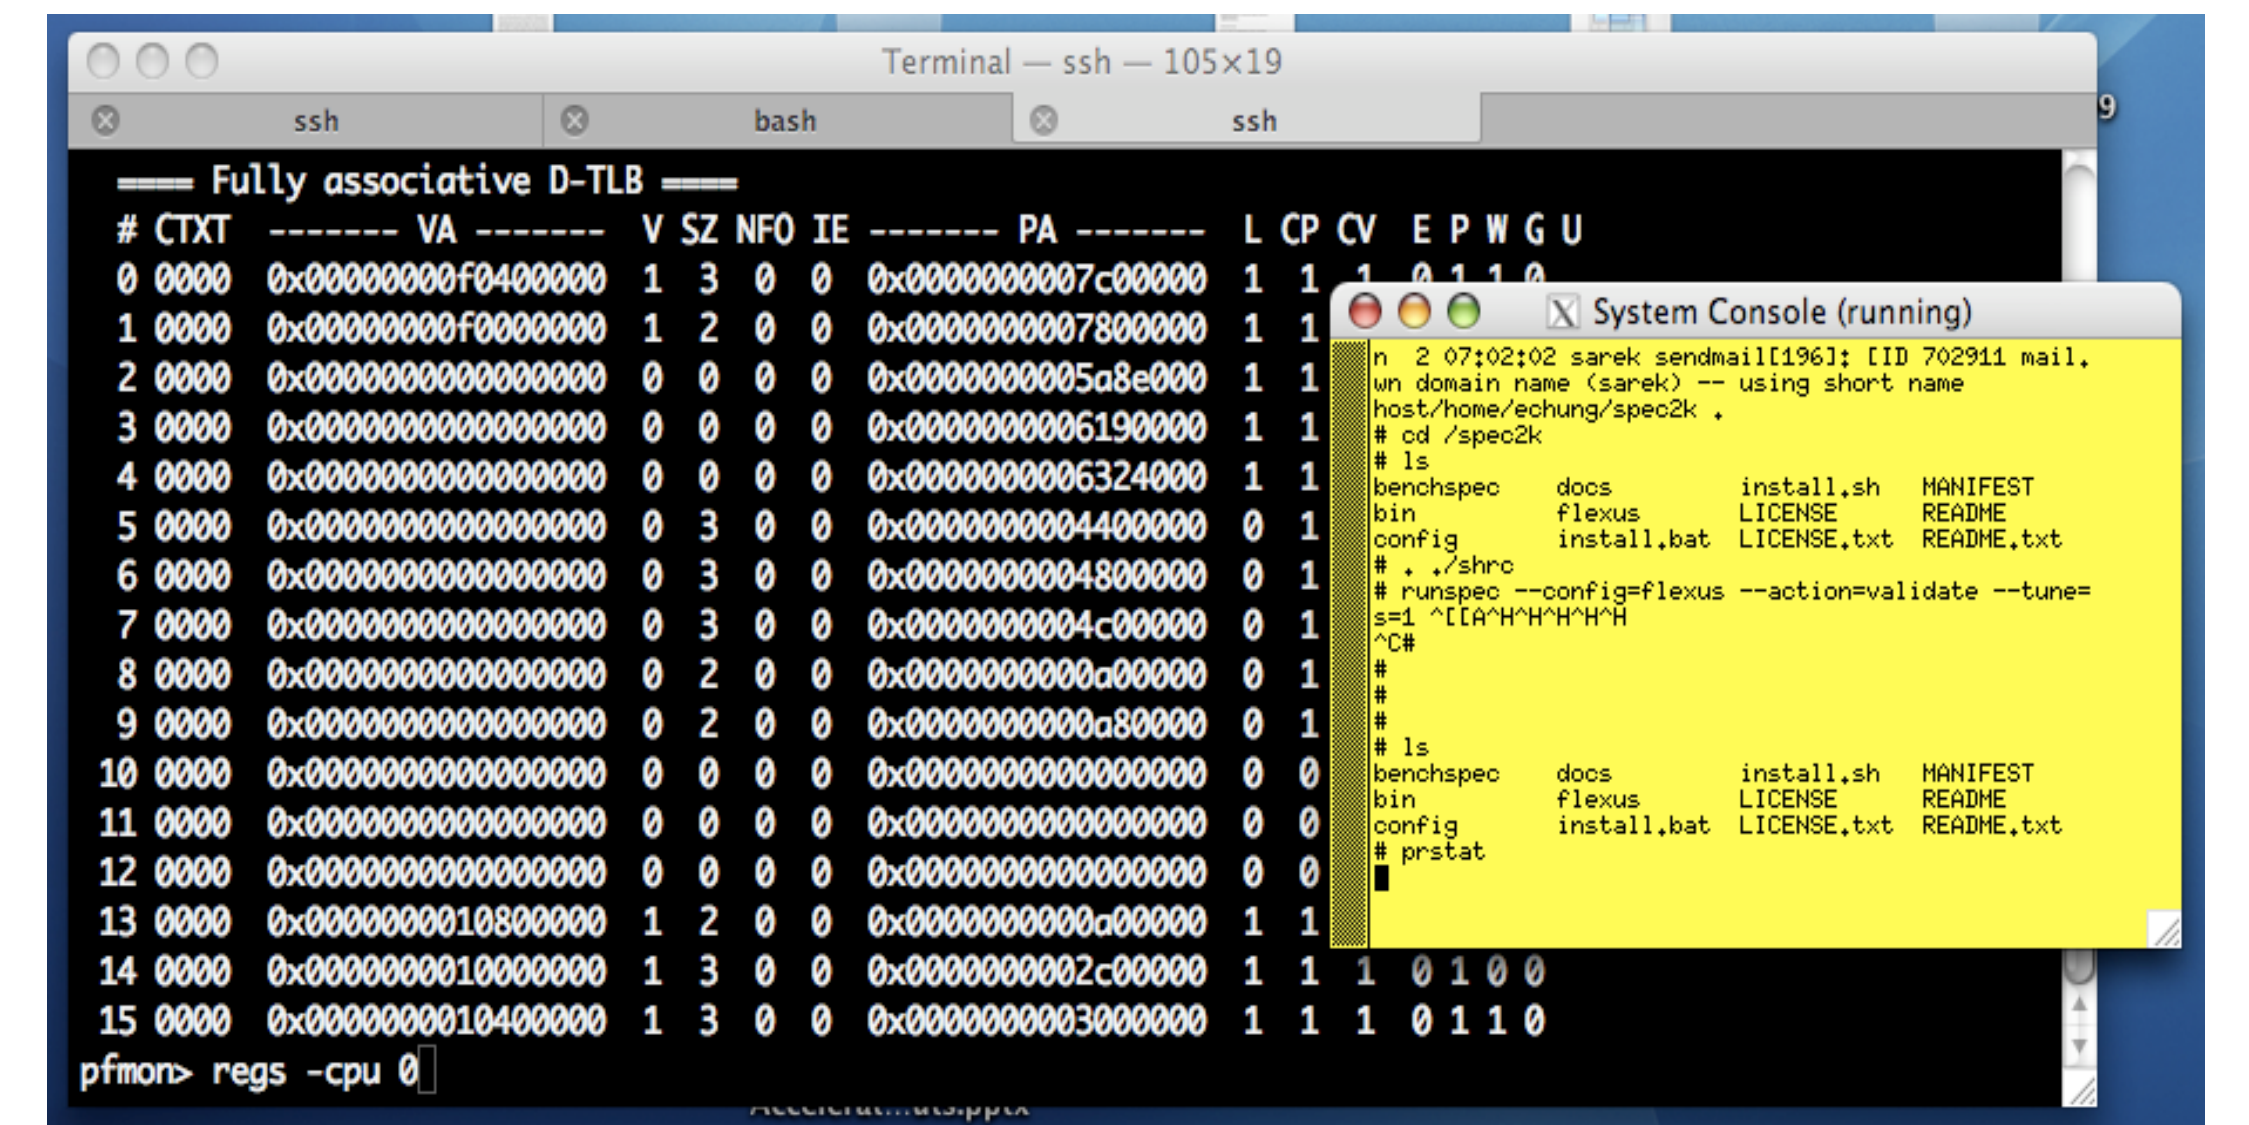 Terminal — ssh — 105×19
ssh bash ssh
9
==== Fully associative D-TLB ====
# CTXT ------- VA ------- V SZ NFO IE ------- PA ------- L CP CV E P W G U
0 0000 0x00000000f0400000 1 3 0 0 0x0000000007c00000 1 1 1 0 1 1 0
1 0000 0x00000000f0000000 1 2 0 0 0x0000000007800000 1 1
2 0000 0x0000000000000000 0 0 0 0 0x0000000005a8e000 1 1
3 0000 0x0000000000000000 0 0 0 0 0x0000000006190000 1 1
4 0000 0x0000000000000000 0 0 0 0 0x0000000006324000 1 1
5 0000 0x0000000000000000 0 3 0 0 0x0000000004400000 0 1
6 0000 0x0000000000000000 0 3 0 0 0x0000000004800000 0 1
7 0000 0x0000000000000000 0 3 0 0 0x0000000004c00000 0 1
8 0000 0x0000000000000000 0 2 0 0 0x0000000000a00000 0 1
9 0000 0x0000000000000000 0 2 0 0 0x0000000000a80000 0 1
10 0000 0x0000000000000000 0 0 0 0 0x0000000000000000 0 0
11 0000 0x0000000000000000 0 0 0 0 0x0000000000000000 0 0
12 0000 0x0000000000000000 0 0 0 0 0x0000000000000000 0 0
13 0000 0x0000000010800000 1 2 0 0 0x0000000000a00000 1 1
14 0000 0x0000000010000000 1 3 0 0 0x0000000002c00000 1 1 1 0 1 0 0
15 0000 0x0000000010400000 1 3 0 0 0x0000000003000000 1 1 1 0 1 1 0
pfmon> regs -cpu 0
X System Console (running)
n 2 07:02:02 sarek sendmail[196]: [ID 702911 mail.
wn domain name (sarek) -- using short name
host/home/echung/spec2k .
# cd /spec2k
# ls
benchspec docs install.sh MANIFEST
bin flexus LICENSE README
config install.bat LICENSE.txt README.txt
# . ./shrc
# runspec --config=flexus --action=validate --tune=
s=1 ^[[A^H^H^H^H^H
^C#
#
#
#
# ls
benchspec docs install.sh MANIFEST
bin flexus LICENSE README
config install.bat LICENSE.txt README.txt
# prstat
Accelerat...uts.pptx